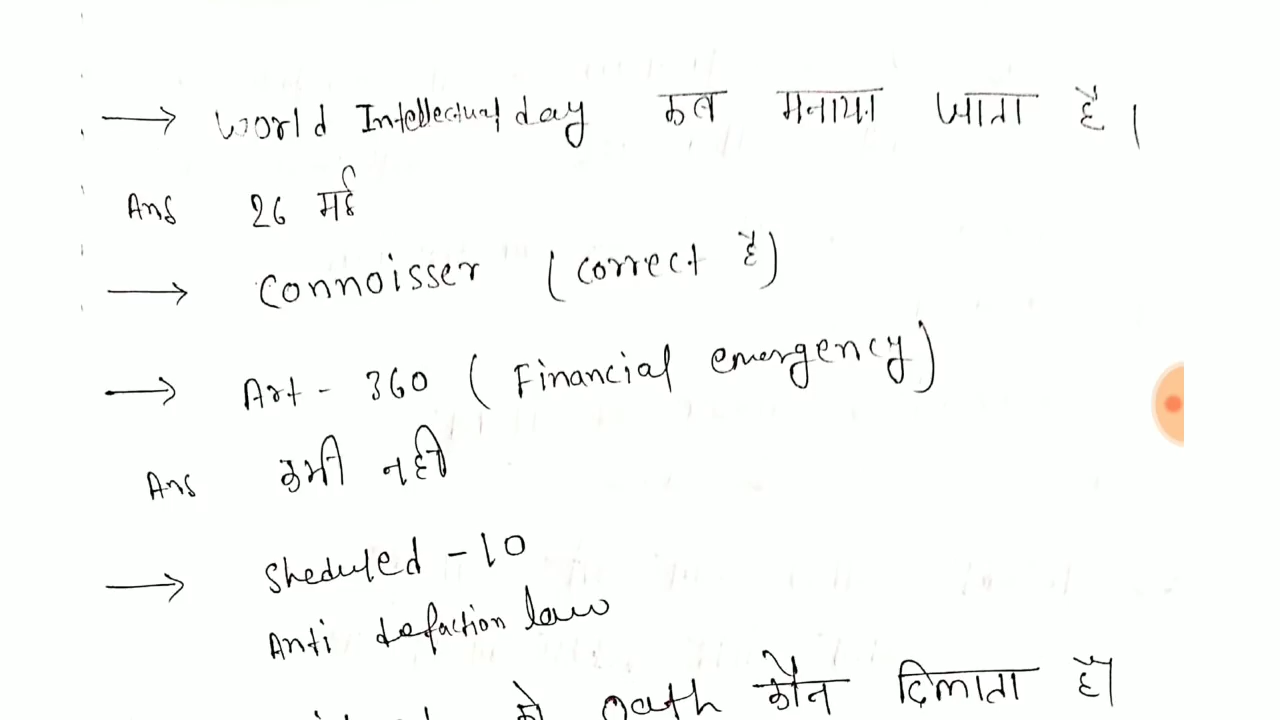 → World Intellectual day कब मनाया जाता है।
Ans 26 मई
→ Connoisser (correct है)
→ Art - 360 (Financial emergency)
Ans कभी नही
→ Sheduled - 10
Anti defaction law
को oath कौन दिलाता है।